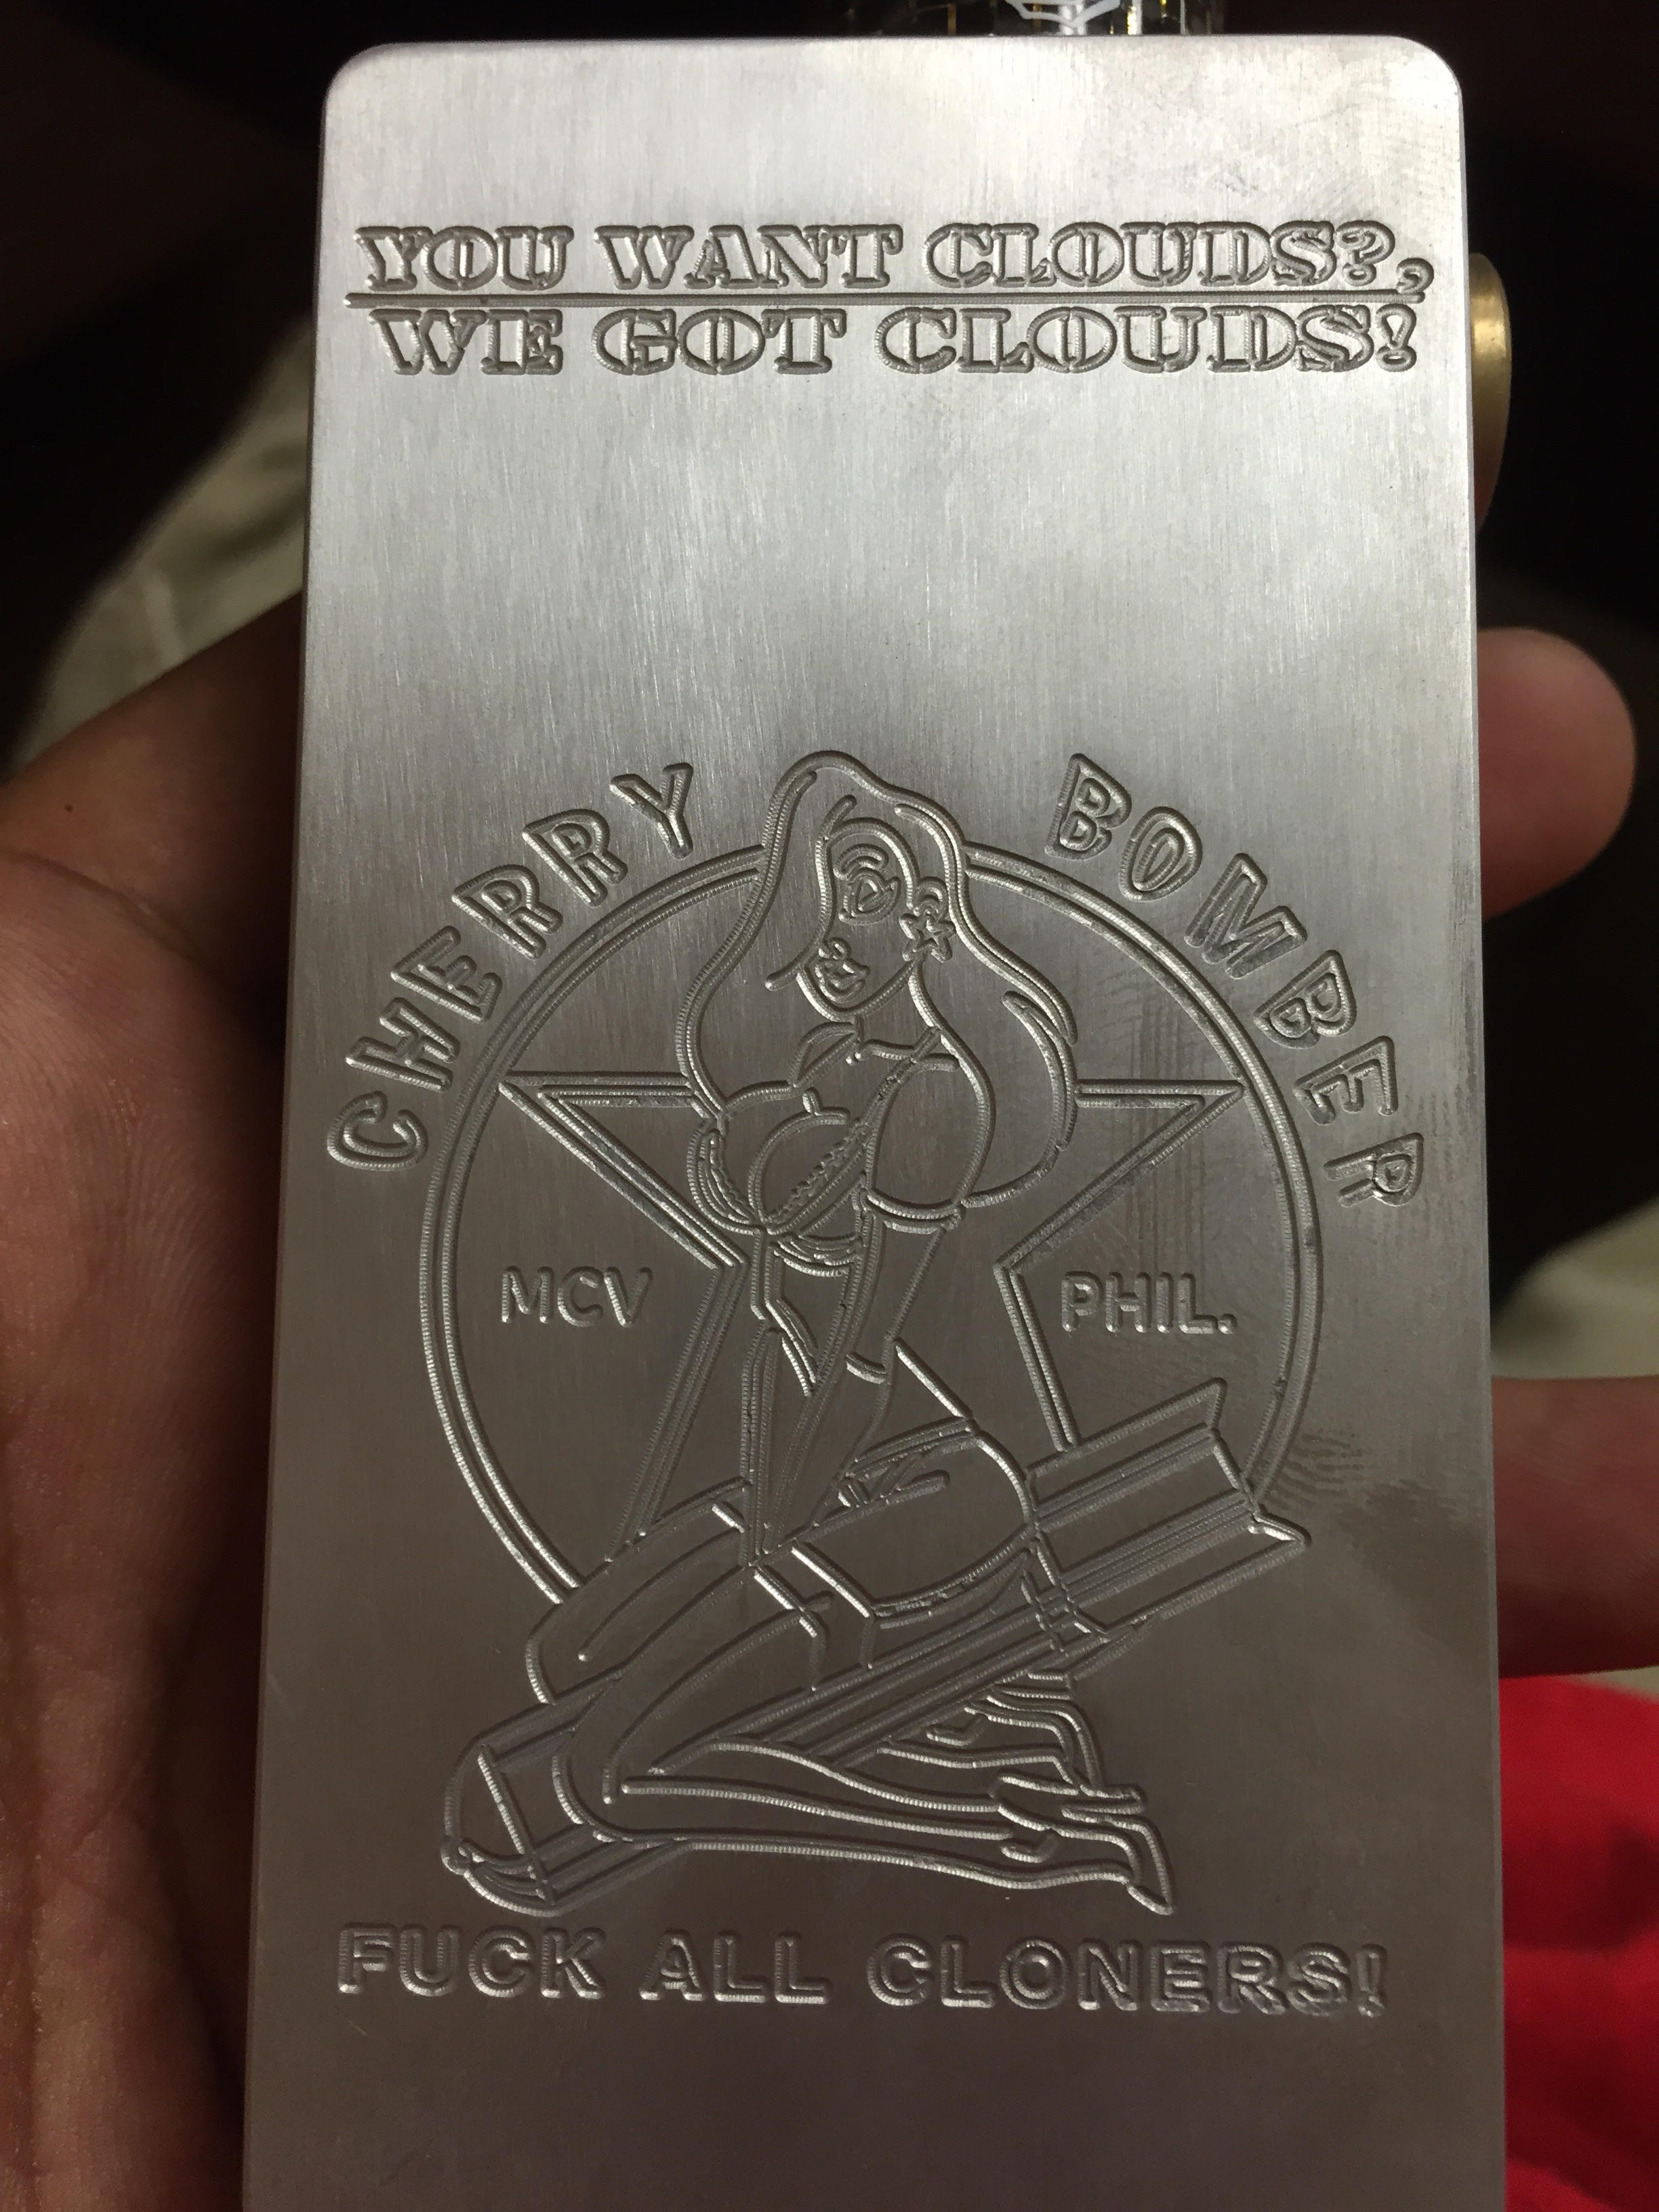 YOU WANT CLOUDS?,
WE GOT CLOUDS!
CHERRY BOMBER
MCV PHIL.
FUCK ALL CLONERS!